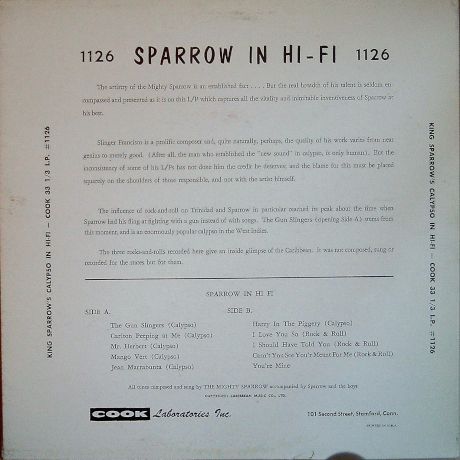 1126 SPARROW IN HI-FI 1126
The artistry of the Mighty Sparrow is an established fact . . . . But the real breadth of his talent is seldom en-
compassed and presented as it is on this L/P which captures all the vitality and inimitable inventiveness of Sparrow at
his best.
Slinger Francisco is a prolific composer and, quite naturally, perhaps, the quality of his work varies from near
genius to merely good. (After all, the man who established the "new sound" in calypso, is only human). But the
inconsistency of some of his L/Ps has not done him the credit he deserves, and the blame for this must be placed
squarely on the shoulders of those responsible, and not with the artist himself.
The influence of rock-and-roll on Trinidad and Sparrow in particular reached its peak about the time when
Sparrow had his fling at fighting with a gun instead of with songs. The Gun Slingers (opening Side A) stems from
this moment, and is an enormously popular calypso in the West Indies.
The three rocks-and-rolls recorded here give an inside glimpse of the Caribbean. It was not composed, sung or
recorded for the states but for them.
SPARROW IN HI FI
SIDE A. SIDE B.
The Gun Slingers (Calypso) Harry In The Piggery (Calypso)
Carlton Peeping at Me (Calypso) I Love You So (Rock & Roll)
Mr. Herbert (Calypso) I Should Have Told You (Rock & Roll)
Mango Vert (Calypso) Can't You See You're Meant For Me (Rock & Roll)
Jean Marrabunta (Calypso) You're Mine
All tunes composed and sung by THE MIGHTY SPARROW accompanied by Sparrow and the boys
COPYRIGHT: CARIBBEAN MUSIC CO., LTD.
COOK Laboratories Inc. 101 Second Street, Stamford, Conn.
PRINTED IN U.S.A.
KING SPARROW'S CALYPSO IN HI-FI — COOK 33 1/3 L.P. #1126
KING SPARROW'S CALYPSO IN HI-FI — COOK 33 1/3 L.P. #1126